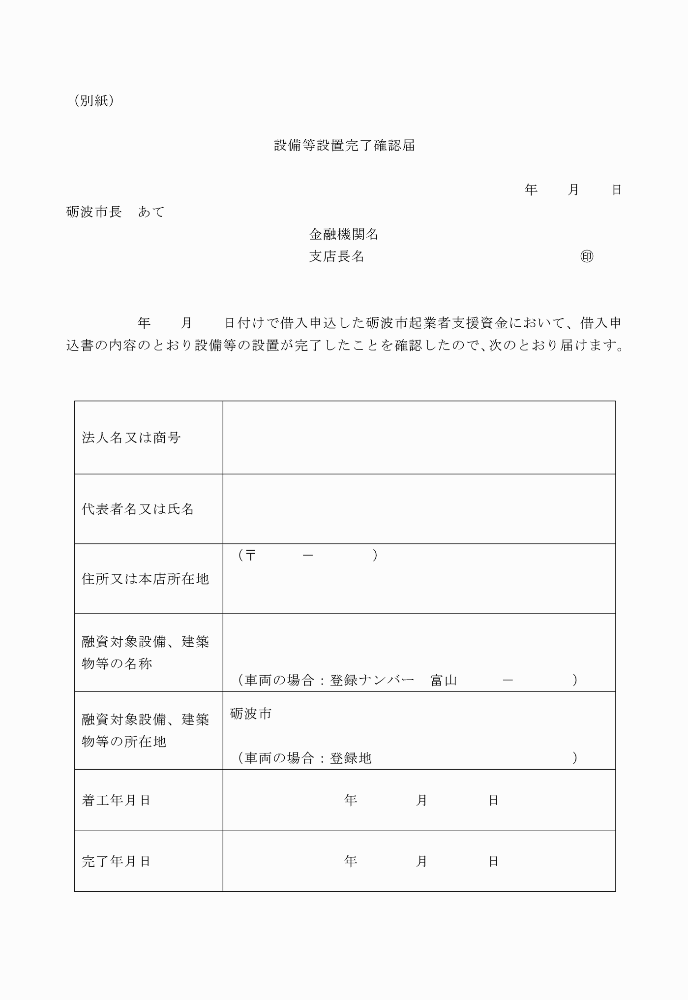 （別紙）
設備等設置完了確認届
年　　月　　日
砺波市長　あて
金融機関名
支店長名　　　　　　　　　　　　　　　㊞
年　　月　　日付けで借入申込した砺波市起業者支援資金において、借入申
込書の内容のとおり設備等の設置が完了したことを確認したので、次のとおり届けます。
法人名又は商号
代表者名又は氏名
住所又は本店所在地
（〒　　　－　　　　）
融資対象設備、建築
物等の名称
（車両の場合：登録ナンバー　富山　　　－　　　　）
融資対象設備、建築
物等の所在地
砺波市
（車両の場合：登録地　　　　　　　　　　　　　　）
着工年月日
年　　　　月　　　　日
完了年月日
年　　　　月　　　　日